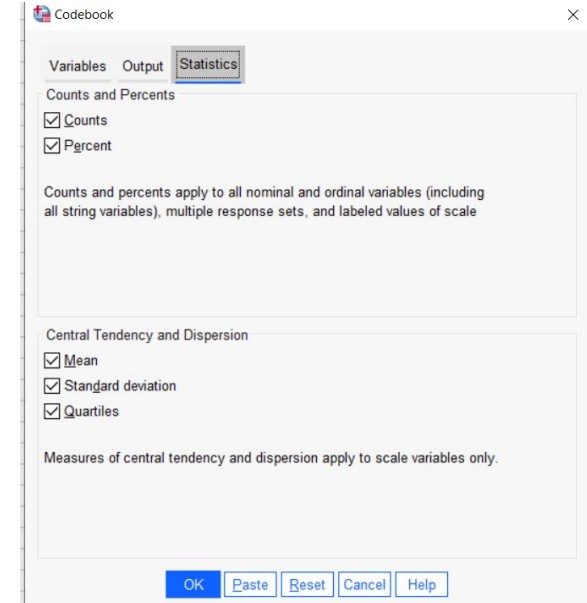 Codebook
Variables Output Statistics
Counts and Percents
Counts
Percent
Counts and percents apply to all nominal and ordinal variables (including
all string variables), multiple response sets, and labeled values of scale
Central Tendency and Dispersion
Mean
Standard deviation
Quartiles
Measures of central tendency and dispersion apply to scale variables only.
OK Paste Reset Cancel Help